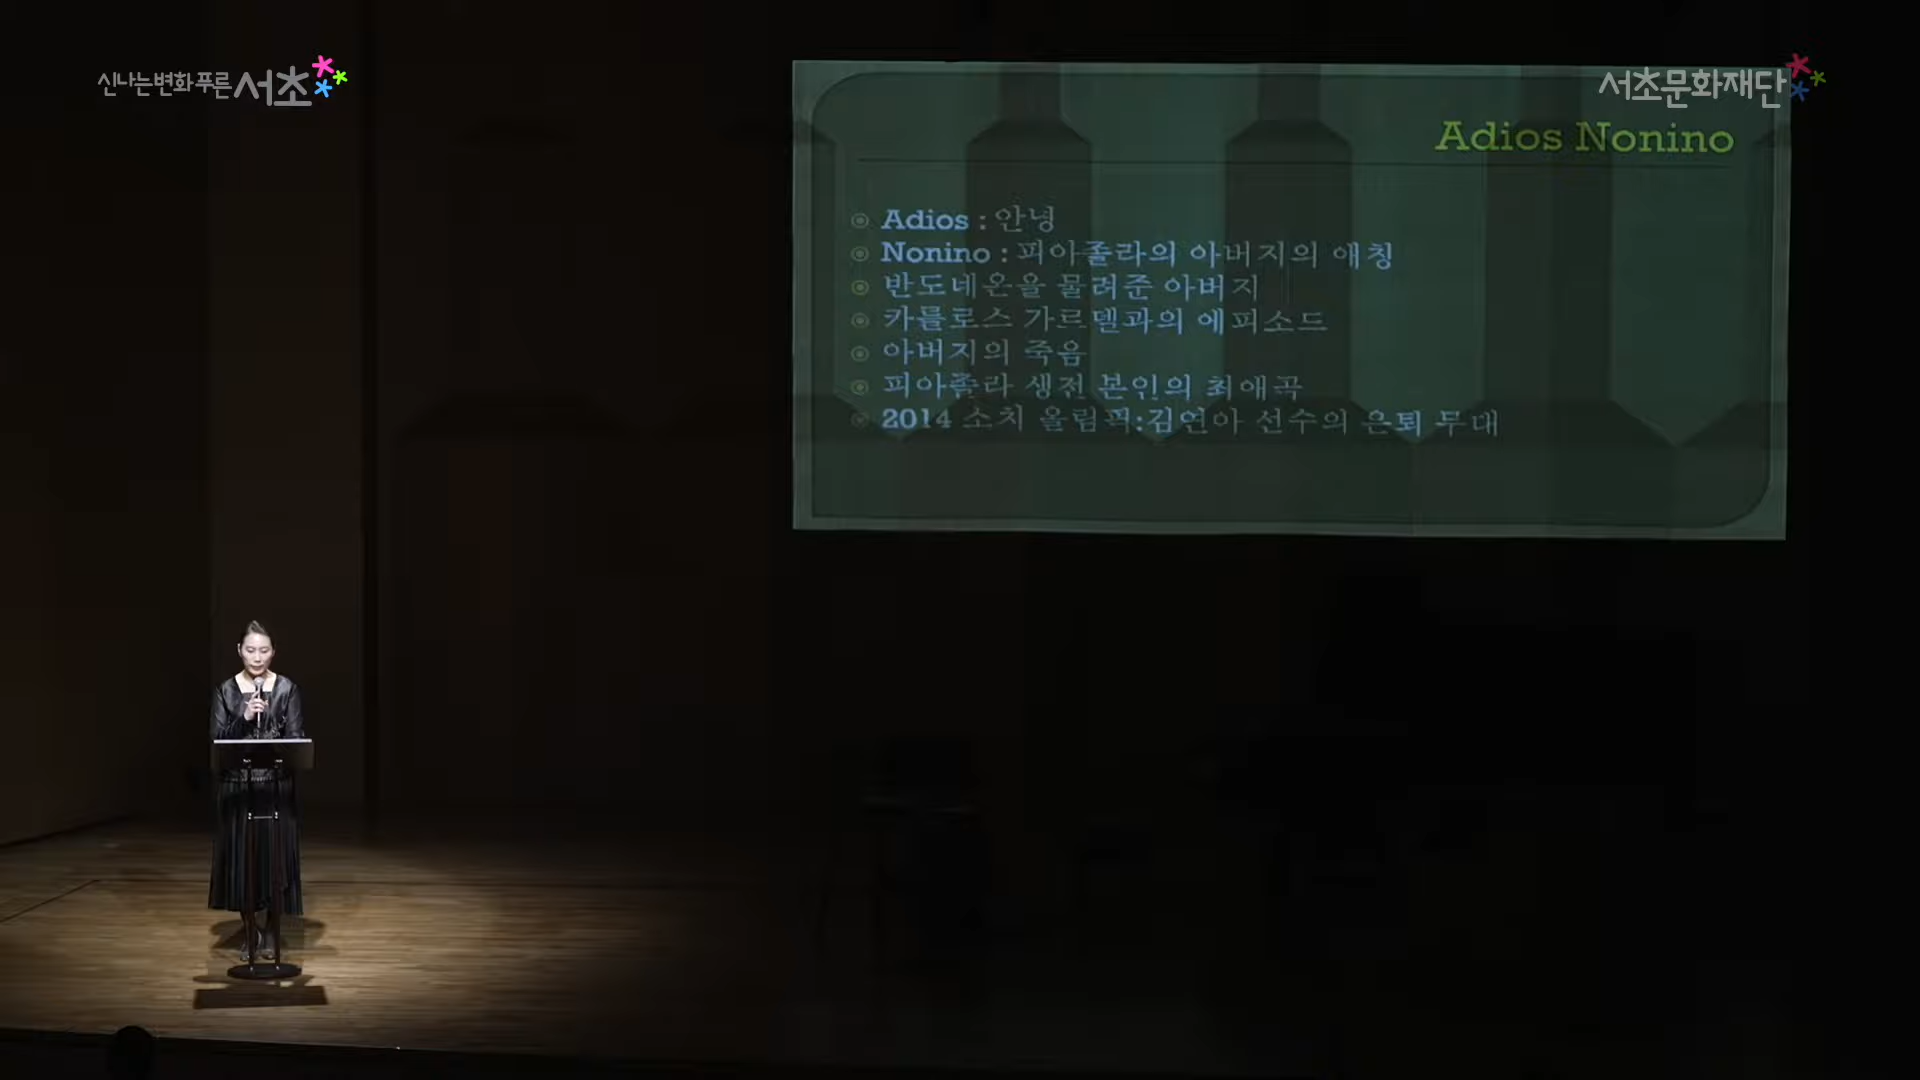 신나는변화 푸른 서초
서초문화재단
Adios Nonino
Adios : 안녕
Nonino : 피아졸라의 아버지의 애칭
반도네온을 물려준 아버지
카를로스 가르델과의 에피소드
아버지의 죽음
피아졸라 생전 본인의 최애곡
2014 소치 올림픽:김연아 선수의 은퇴 무대